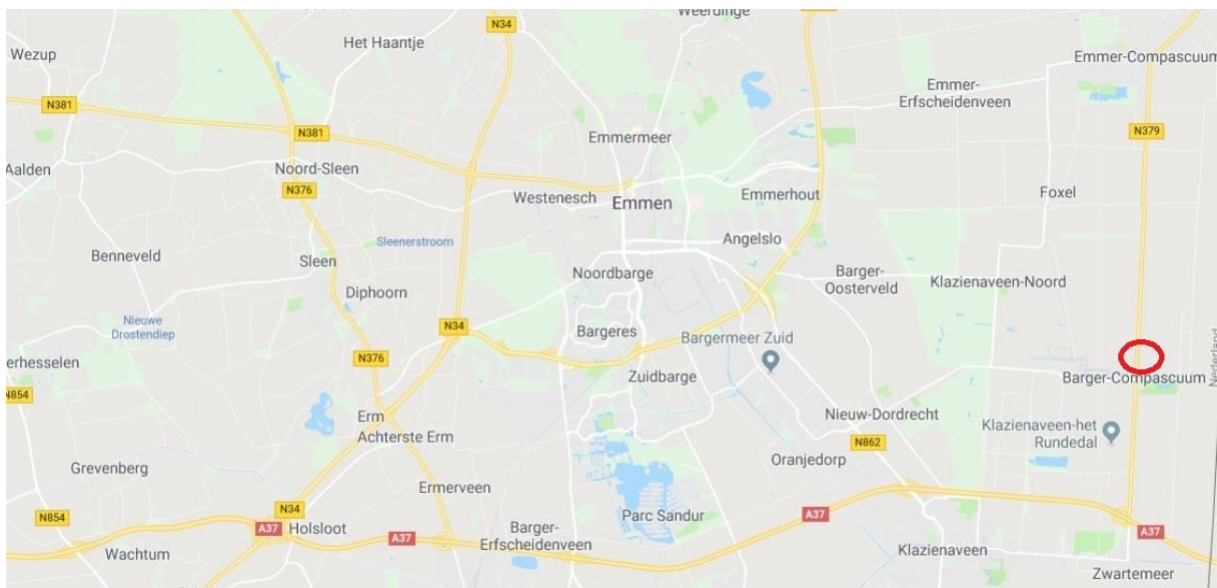 Weerdinge
N34
Het Haantje
Wezup
Emmer-Compascuum
Emmer-
Erfscheidenveen
N381
N381
Emmermeer
N379
Aalden
Noord-Sleen
N376
Westenesch
Emmen
Emmerhout
Foxel
Sleenerstroom
Angelslo
Benneveld
Sleen
Noordbarge
Barger-
Oosterveld
Klazienaveen-Noord
Diphoorn
Nieuwe
Drostendiep
N34
Bargeres
Bargermeer Zuid
Nederland
erhesselen
N376
Zuidbarge
Barger-Compascuum
N854
Erm
Nieuw-Dordrecht
Achterste Erm
Klazienaveen-het
Rundedal
N862
Grevenberg
Oranjedorp
Ermerveen
N34
N854
A37
Holsloot
Parc Sandur
A37
A37
A37
Barger-
Erfscheidenveen
Wachtum
Klazienaveen
Zwartemeer